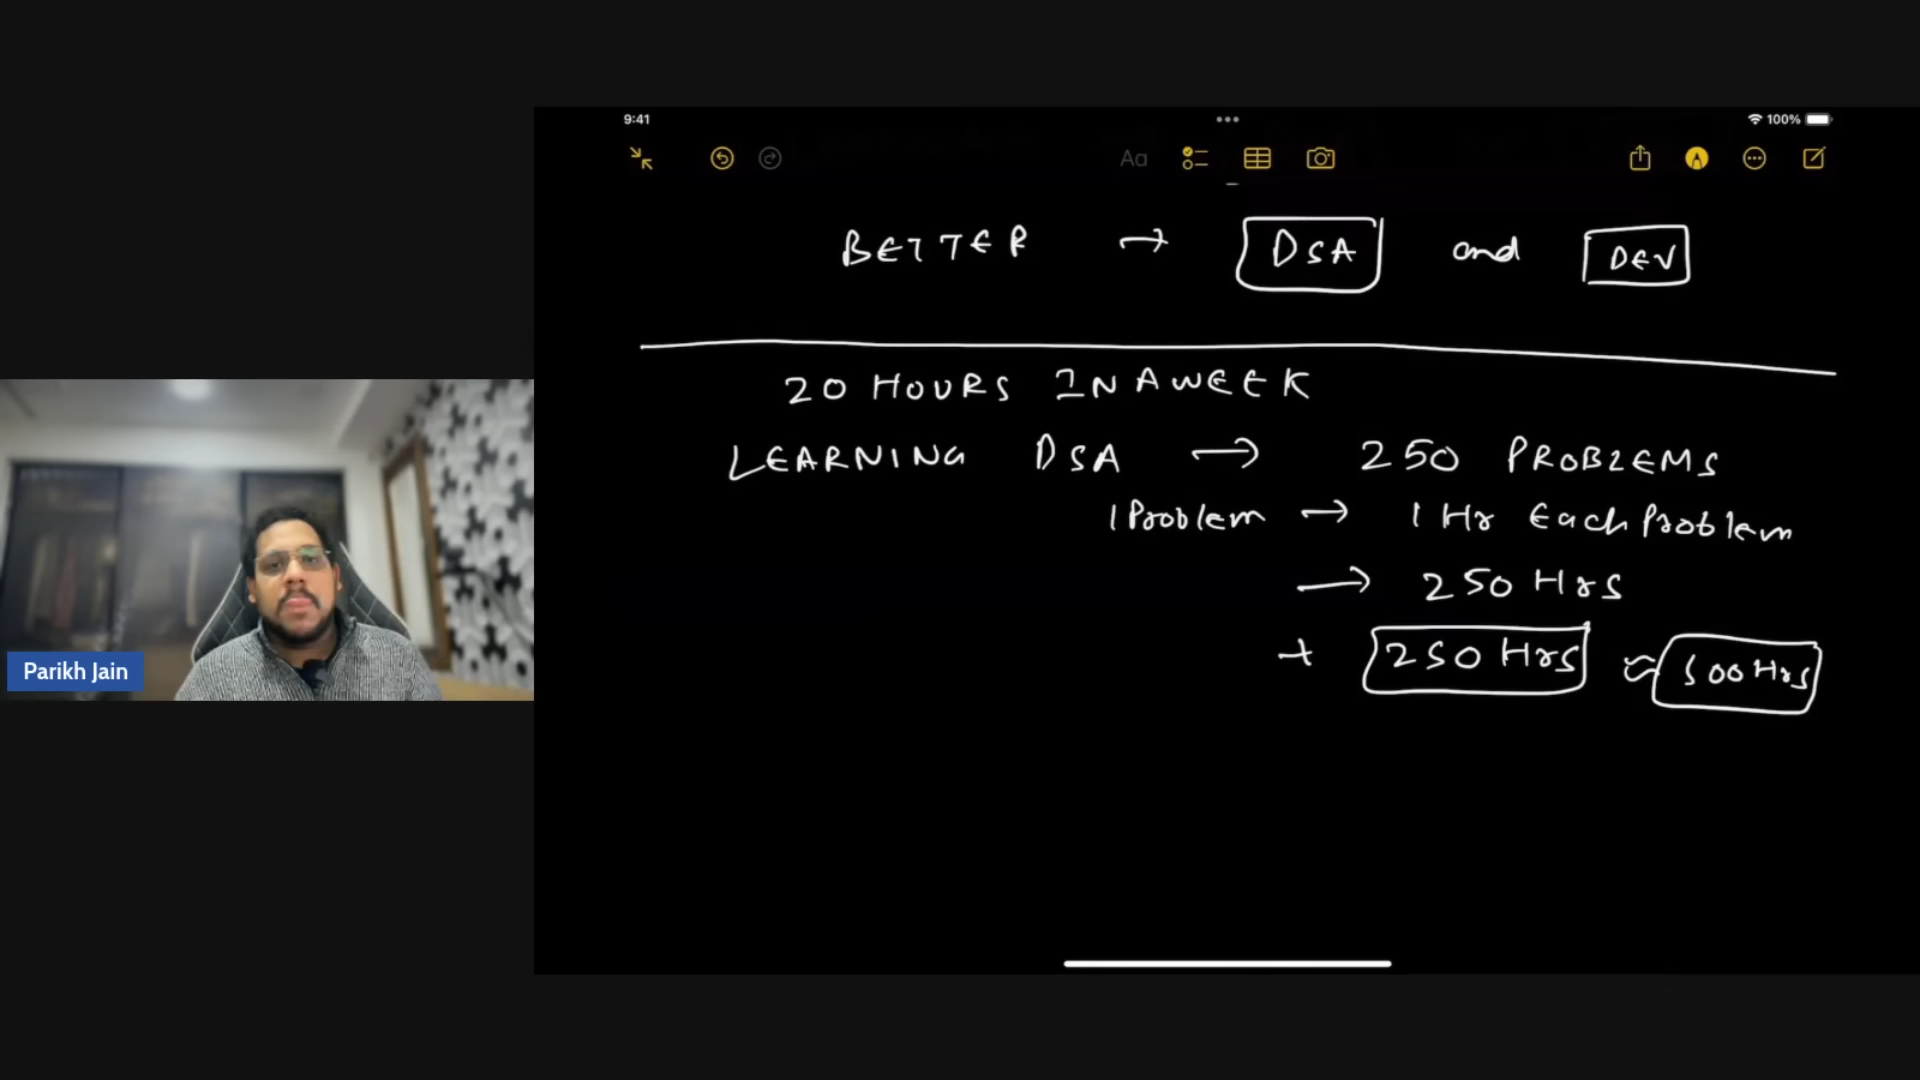 9:41
100%
Aa
BETTER → DSA and DEV
20 HOURS IN A WEEK
LEARNING DSA → 250 PROBLEMS
1 Problem → 1 Hr Each Problem
→ 250 Hrs
+ 250 Hrs ≈ 500 Hrs
Parikh Jain